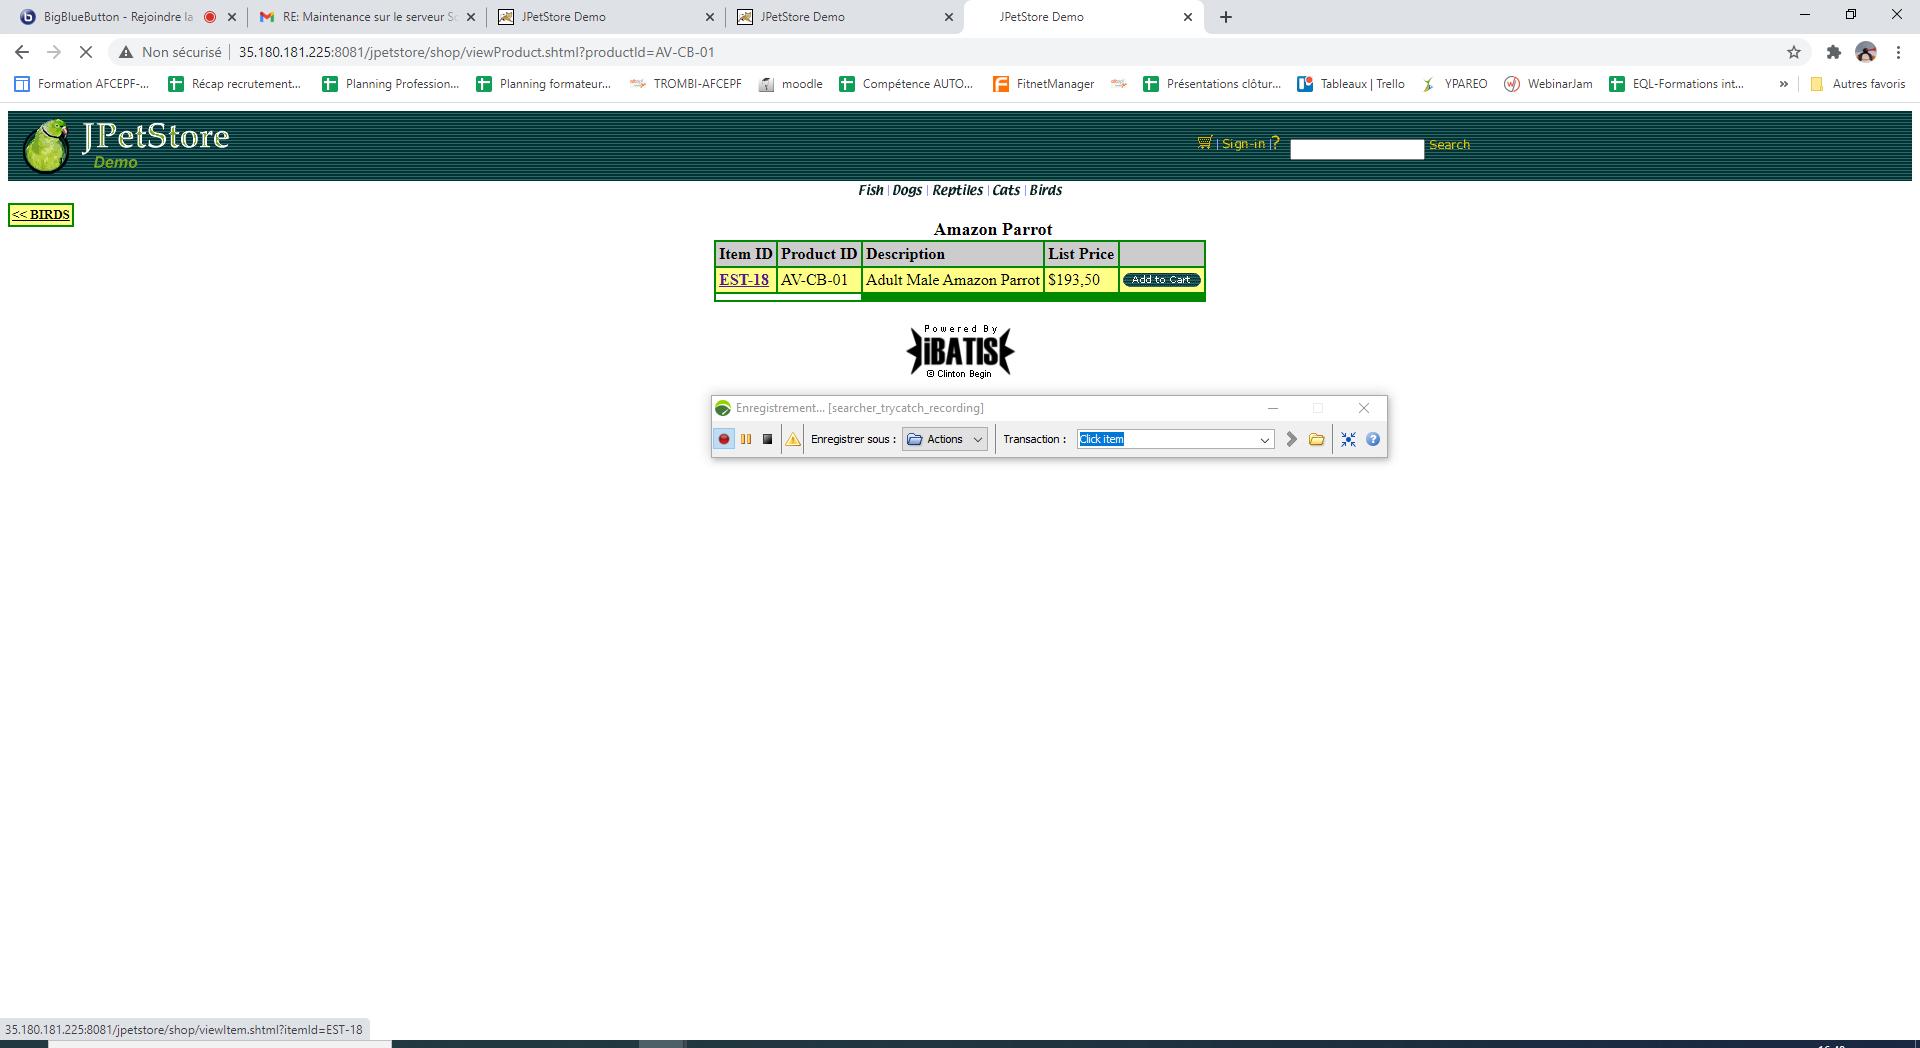 BigBlueButton - Rejoindre la
RE: Maintenance sur le serveur Sc
JPetStore Demo
JPetStore Demo
JPetStore Demo
Non sécurisé
35.180.181.225:8081/jpetstore/shop/viewProduct.shtml?productId=AV-CB-01
Formation AFCEPF-...
Récap recrutement...
Planning Profession...
Planning formateur...
TROMBI-AFCEPF
moodle
Compétence AUTO...
FitnetManager
Présentations clôtur...
Tableaux | Trello
YPAREO
WebinarJam
EQL-Formations int...
»
Autres favoris
JPetStore
Demo
| Sign-in | ?
Search
Fish | Dogs | Reptiles | Cats | Birds
<< BIRDS
Amazon Parrot
Item ID Product ID Description List Price
EST-18 AV-CB-01 Adult Male Amazon Parrot $193,50 Add to Cart
Powered By
iBATIS
© Clinton Begin
Enregistrement... [searcher_trycatch_recording]
Enregistrer sous : Actions Transaction : Click item
35.180.181.225:8081/jpetstore/shop/viewItem.shtml?itemId=EST-18